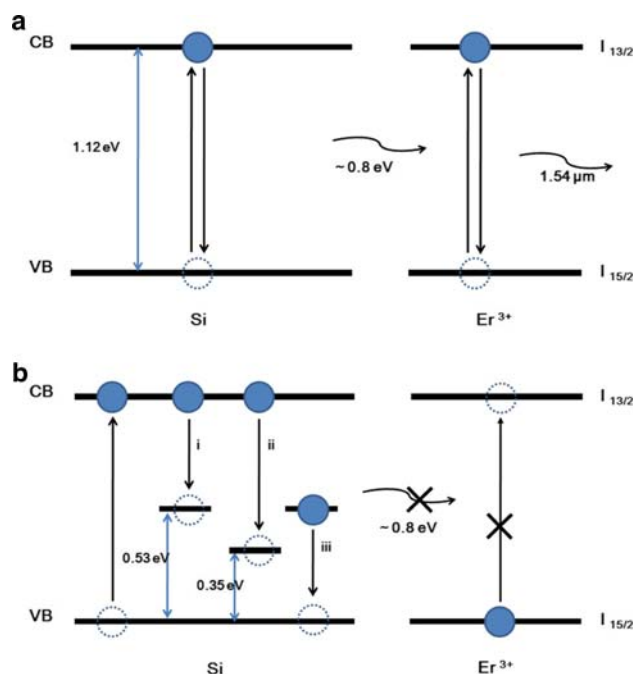 a
CB
I 13/2
1.12 eV
~ 0.8 eV
1.54 μm
VB
I 15/2
Si
Er 3+
b
CB
I 13/2
i
ii
~ 0.8 eV
0.53 eV
iii
0.35 eV
VB
I 15/2
Si
Er 3+